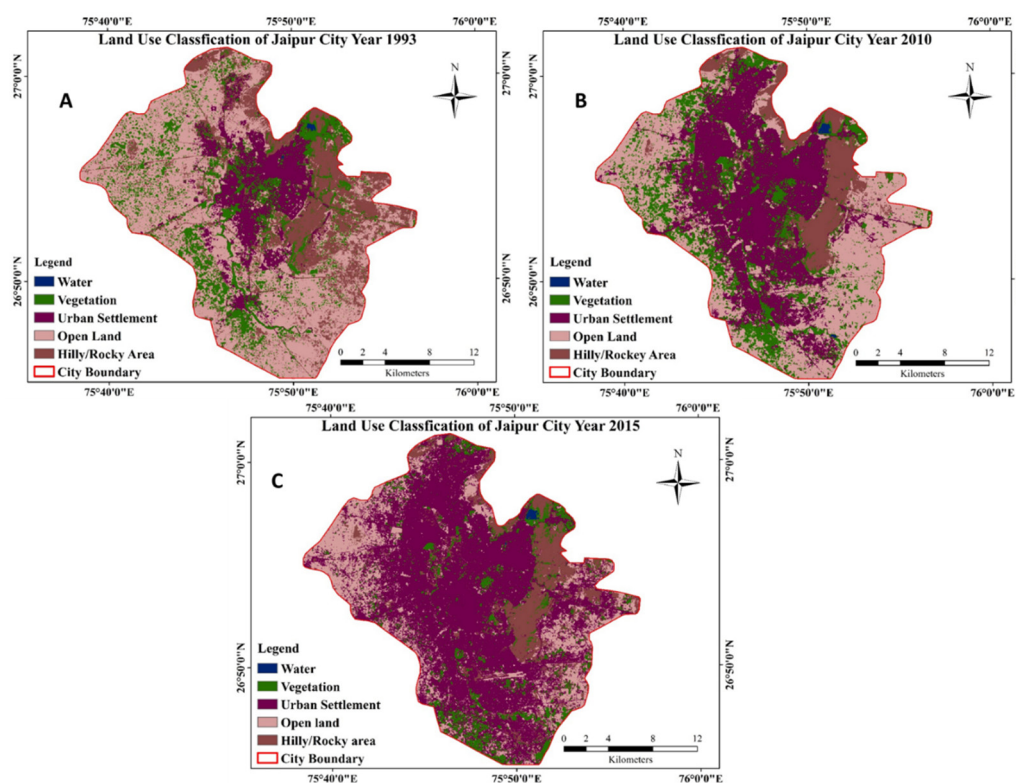 75°40'0"E 75°50'0"E 76°0'0"E
Land Use Classfication of Jaipur City Year 1993
27°0'0"N
A
N
26°50'0"N
Legend
Water
Vegetation
Urban Settlement
Open Land
Hilly/Rocky Area
City Boundary
0 2 4 8 12
Kilometers
75°40'0"E 75°50'0"E 76°0'0"E
75°40'0"E 75°50'0"E 76°0'0"E
Land Use Classfication of Jaipur City Year 2010
27°0'0"N
B
N
26°50'0"N
Legend
Water
Vegetation
Urban Settlement
Open Land
Hilly/Rockey Area
City Boundary
0 2 4 8 12
Kilometers
75°40'0"E 75°50'0"E 76°0'0"E
75°40'0"E 75°50'0"E 76°0'0"E
Land Use Classfication of Jaipur City Year 2015
27°0'0"N
C
N
26°50'0"N
26°50'0"N
Legend
Water
Vegetation
Urban Settlement
Open land
Hilly/Rocky area
City Boundary
0 2 4 8 12
Kilometers
75°40'0"E 75°50'0"E 76°0'0"E